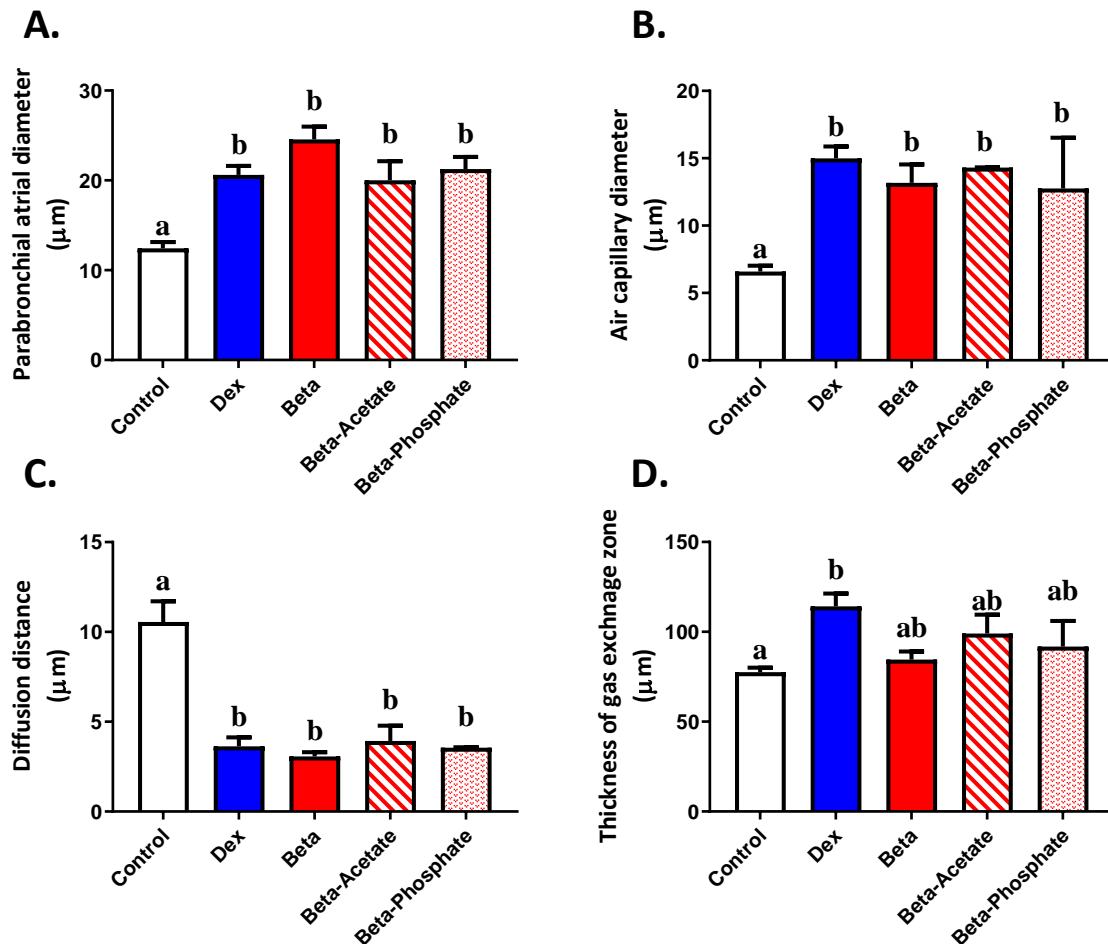 A.
Parabronchial atrial diameter
(μm)
30
20
10
0
a
b
b
b
b
Control
Dex
Beta
Beta-Acetate
Beta-Phosphate
B.
Air capillary diameter
(μm)
20
15
10
5
0
a
b
b
b
b
Control
Dex
Beta
Beta-Acetate
Beta-Phosphate
C.
Diffusion distance
(μm)
15
10
5
0
a
b
b
b
b
Control
Dex
Beta
Beta-Acetate
Beta-Phosphate
D.
Thickness of gas exchnage zone
(μm)
150
100
50
0
a
b
ab
ab
ab
Control
Dex
Beta
Beta-Acetate
Beta-Phosphate